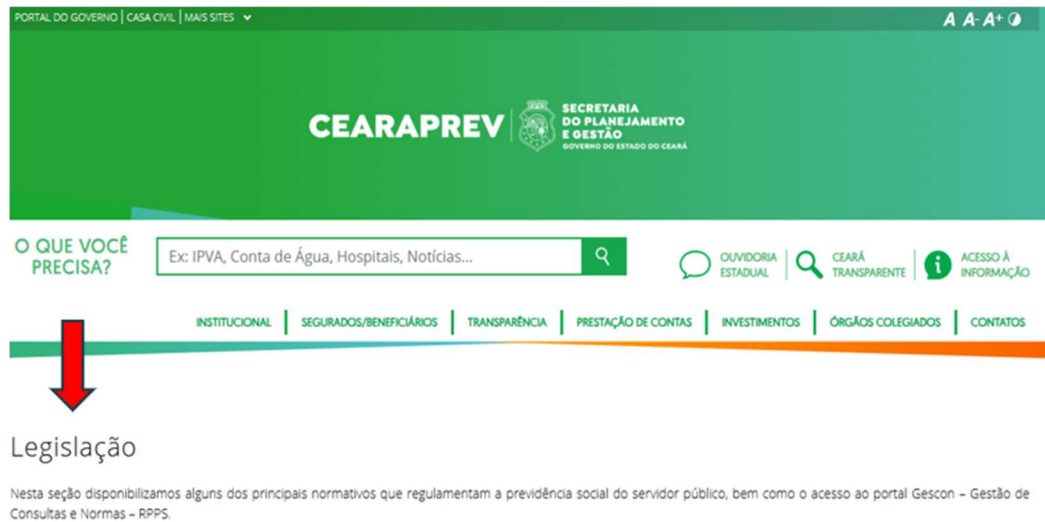 PORTAL DO GOVERNO | CASA CIVIL | MAIS SITES
A A- A+
CEARAPREV
SECRETARIA
DO PLANEJAMENTO
E GESTÃO
GOVERNO DO ESTADO DO CEARÁ
O QUE VOCÊ
PRECISA?
Ex: IPVA, Conta de Água, Hospitais, Notícias...
OUVIDORIA
ESTADUAL
CEARÁ
TRANSPARENTE
ACESSO À
INFORMAÇÃO
INSTITUCIONAL | SEGURADOS/BENEFICIÁRIOS | TRANSPARÊNCIA | PRESTAÇÃO DE CONTAS | INVESTIMENTOS | ÓRGÃOS COLEGIADOS | CONTATOS
Legislação
Nesta seção disponibilizamos alguns dos principais normativos que regulamentam a previdência social do servidor público, bem como o acesso ao portal Gescon – Gestão de
Consultas e Normas – RPPS.